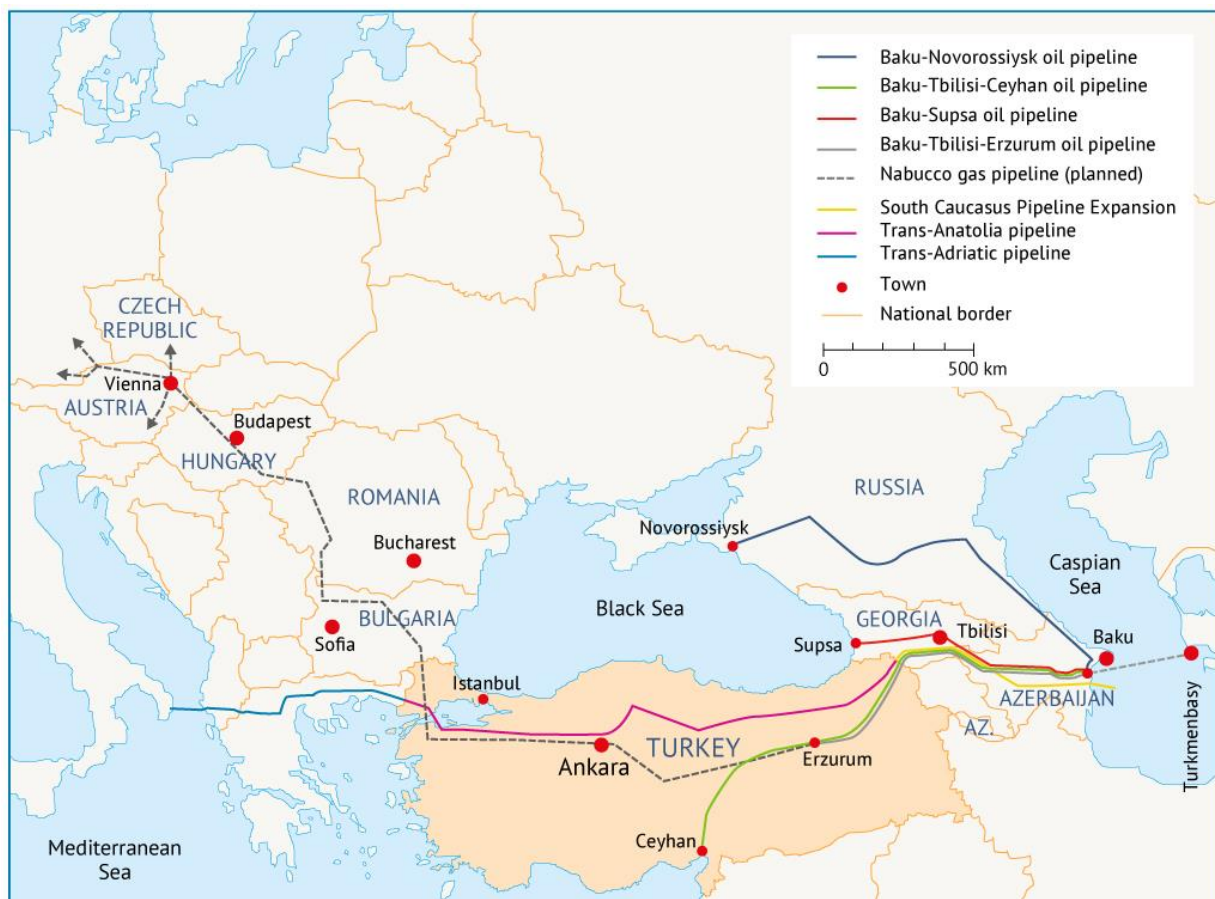 Baku-Novorossiysk oil pipeline
Baku-Tbilisi-Ceyhan oil pipeline
Baku-Supsa oil pipeline
Baku-Tbilisi-Erzurum oil pipeline
Nabucco gas pipeline (planned)
South Caucasus Pipeline Expansion
Trans-Anatolia pipeline
Trans-Adriatic pipeline
Town
National border
0 500 km
CZECH
REPUBLIC
Vienna
AUSTRIA
Budapest
HUNGARY
ROMANIA
Bucharest
BULGARIA
Sofia
Istanbul
RUSSIA
Novorossiysk
Caspian
Sea
Black Sea
GEORGIA
Tbilisi
Supsa
Baku
AZERBAIJAN
AZ.
Turkmenbasy
TURKEY
Ankara
Erzurum
Ceyhan
Mediterranean
Sea